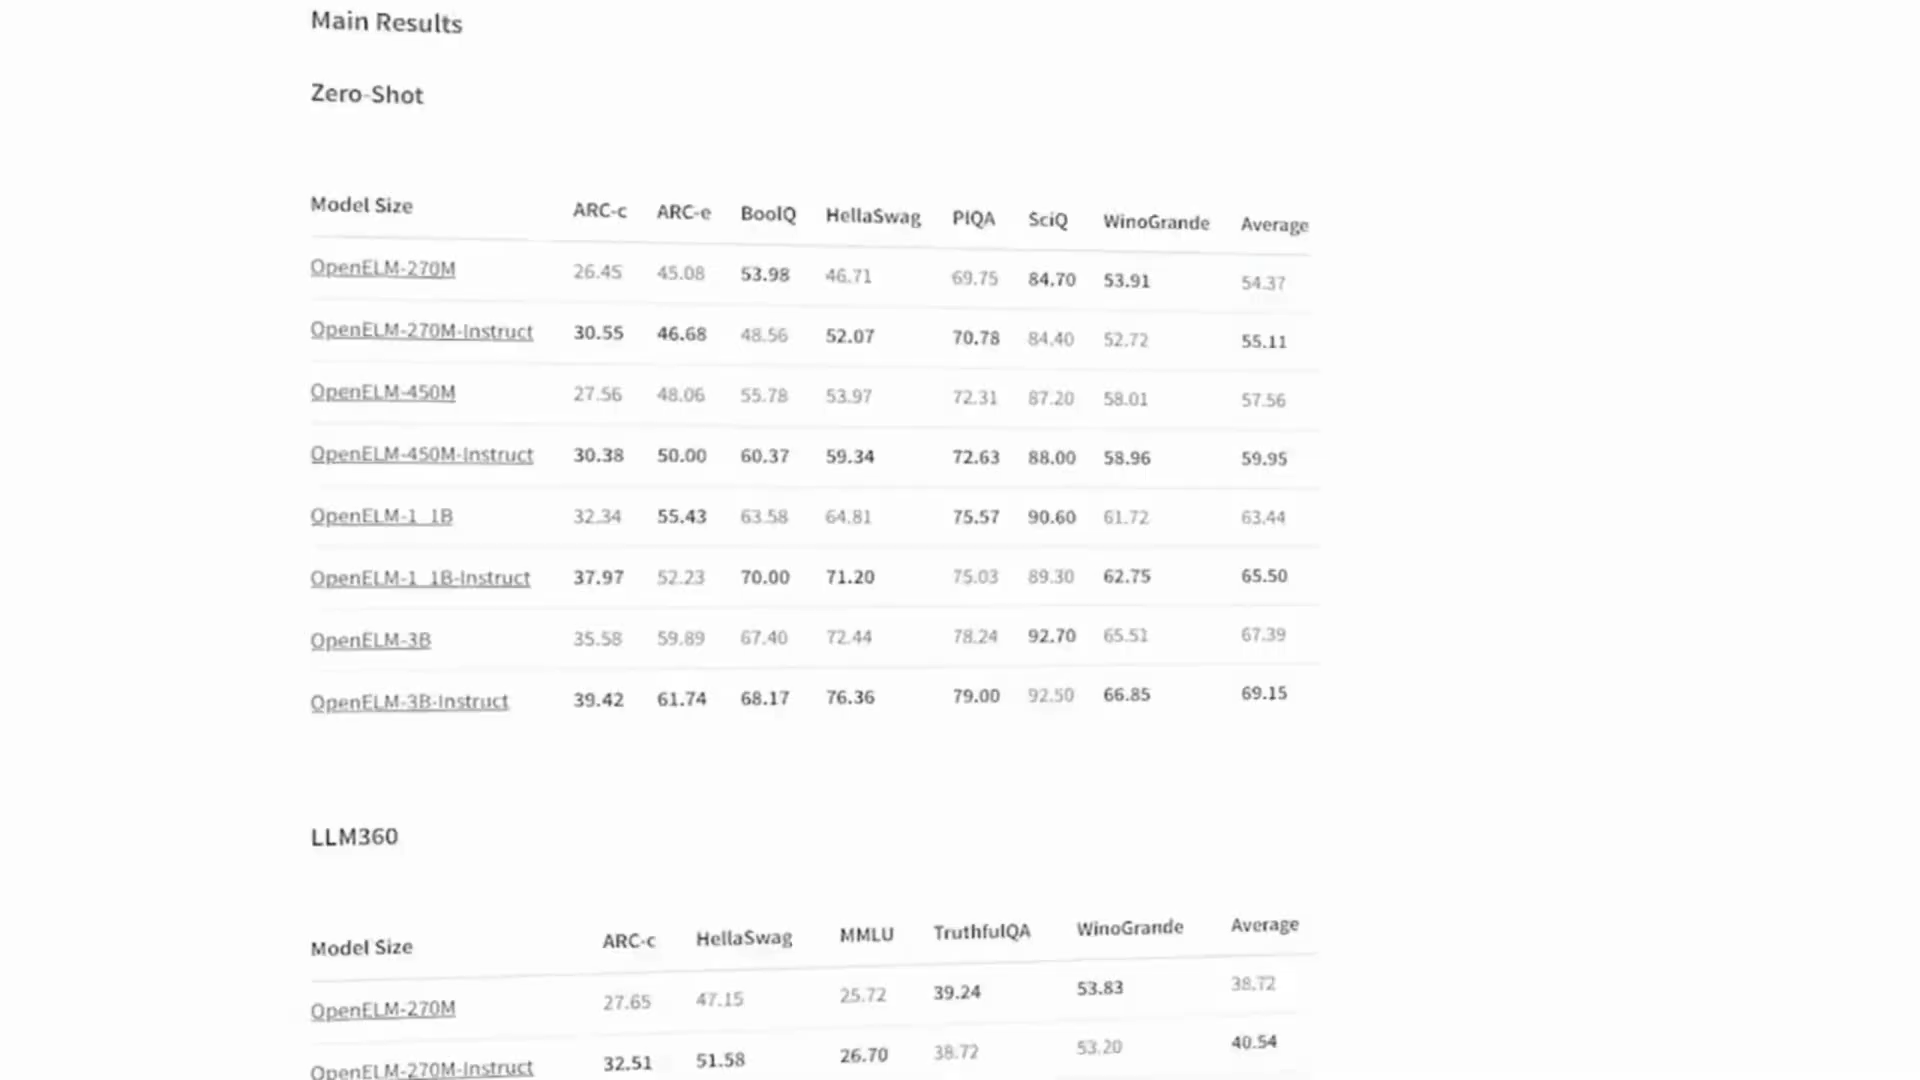 Main Results
Zero-Shot
Model Size ARC-c ARC-e BoolQ HellaSwag PIQA SciQ WinoGrande Average
OpenELM-270M 26.45 45.08 53.98 46.71 69.75 84.70 53.91 54.37
OpenELM-270M-Instruct 30.55 46.68 48.56 52.07 70.78 84.40 52.72 55.11
OpenELM-450M 27.56 48.06 55.78 53.97 72.31 87.20 58.01 57.56
OpenELM-450M-Instruct 30.38 50.00 60.37 59.34 72.63 88.00 58.96 59.95
OpenELM-1_1B 32.34 55.43 63.58 64.81 75.57 90.60 61.72 63.44
OpenELM-1_1B-Instruct 37.97 52.23 70.00 71.20 75.03 89.30 62.75 65.50
OpenELM-3B 35.58 59.89 67.40 72.44 78.24 92.70 65.51 67.39
OpenELM-3B-Instruct 39.42 61.74 68.17 76.36 79.00 92.50 66.85 69.15
LLM360
Model Size ARC-c HellaSwag MMLU TruthfulQA WinoGrande Average
OpenELM-270M 27.65 47.15 25.72 39.24 53.83 38.72
OpenELM-270M-Instruct 32.51 51.58 26.70 38.72 53.20 40.54